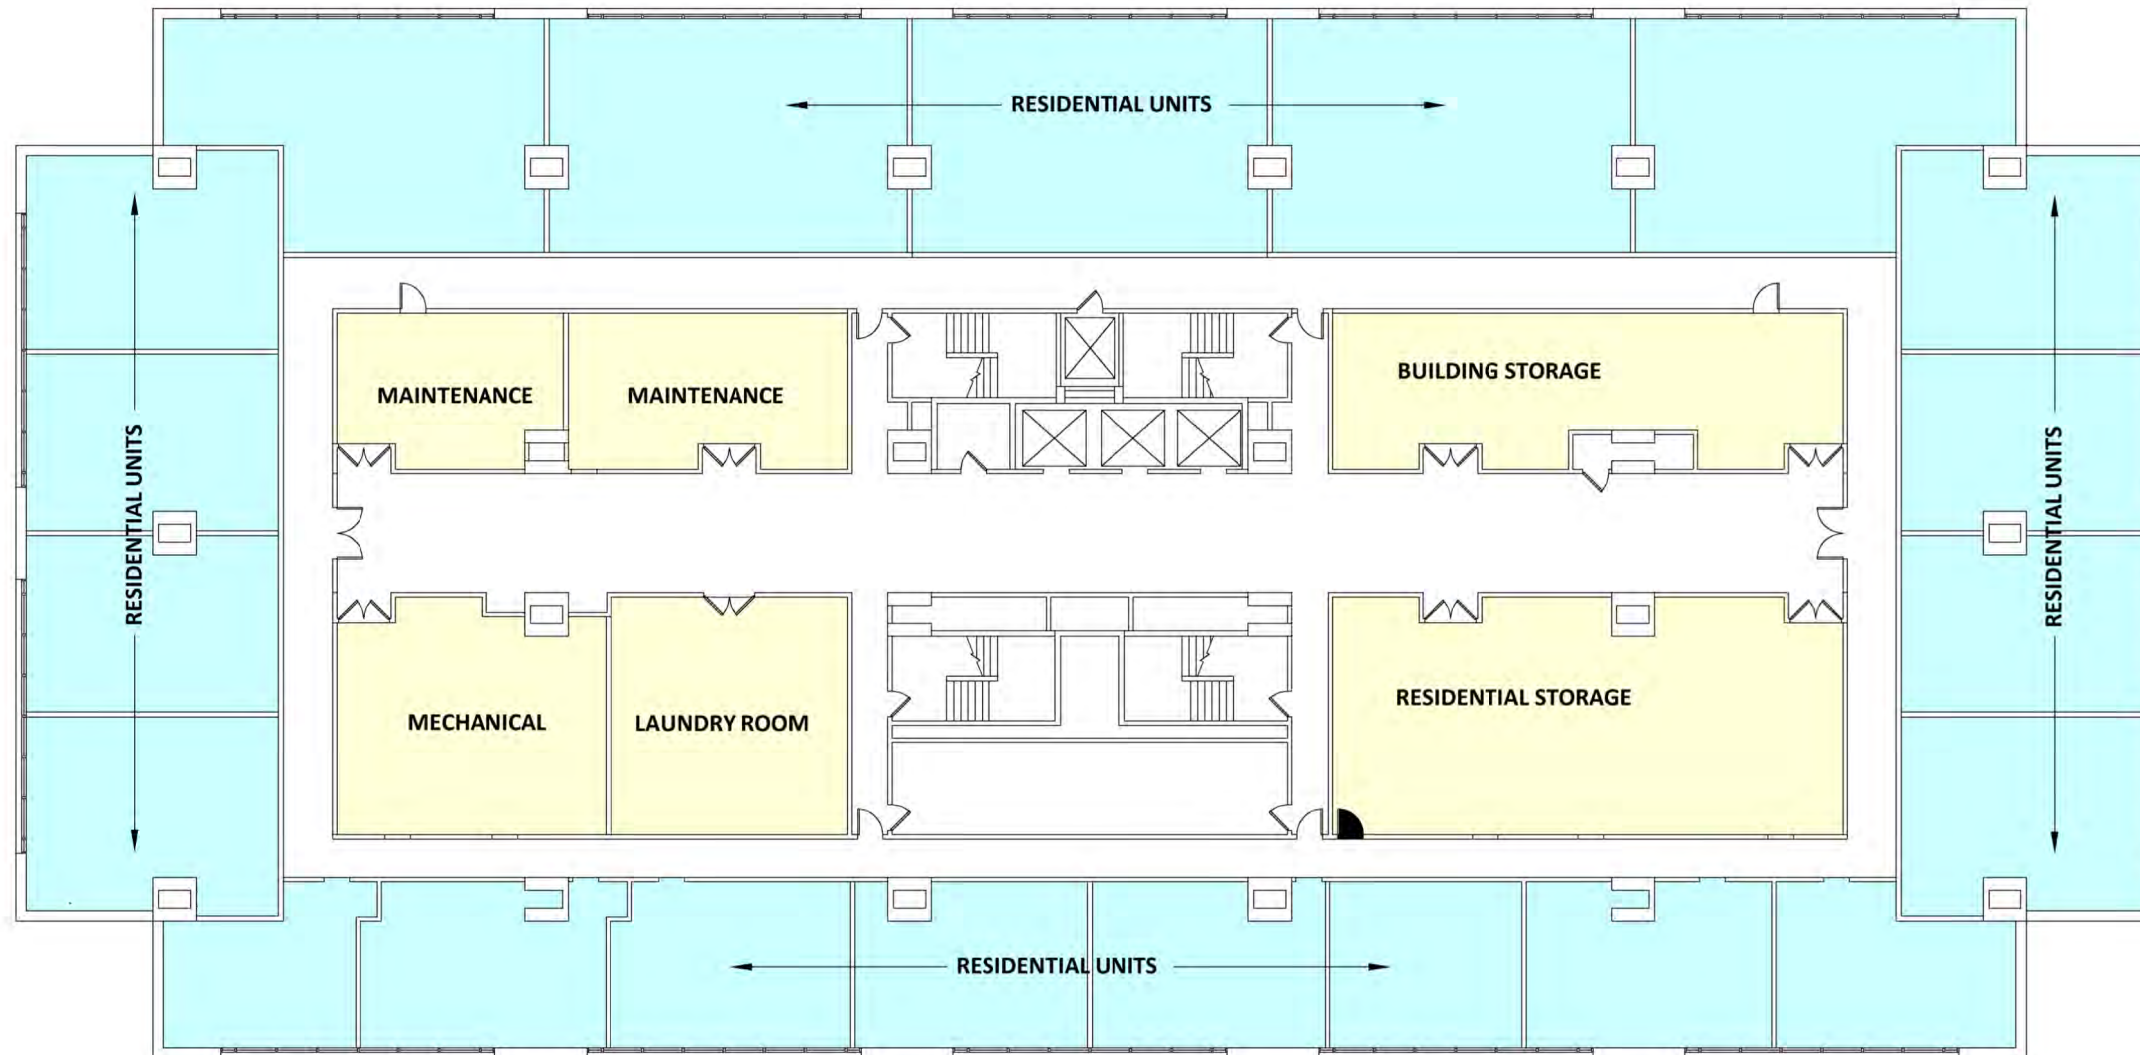 RESIDENTIAL UNITS
MAINTENANCE
MAINTENANCE
BUILDING STORAGE
RESIDENTIAL UNITS
RESIDENTIAL UNITS
MECHANICAL
LAUNDRY ROOM
RESIDENTIAL STORAGE
RESIDENTIAL UNITS